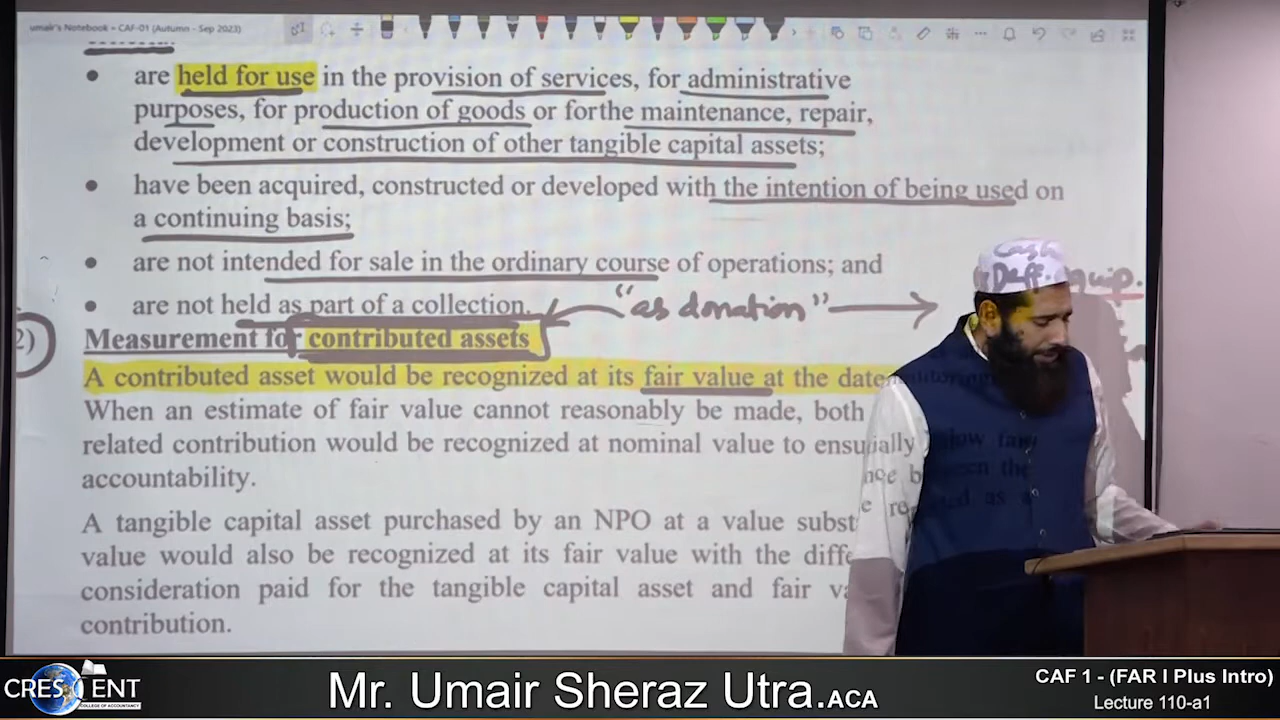 umair's Notebook » CAF-01 (Autumn - Sep 2023)
are held for use in the provision of services, for administrative
purposes, for production of goods or forthe maintenance, repair,
development or construction of other tangible capital assets;
have been acquired, constructed or developed with the intention of being used on
a continuing basis;
are not intended for sale in the ordinary course of operations; and
are not held as part of a collection.
"as donation"
Cash
Deff. equip.
2)
Measurement for contributed assets
A contributed asset would be recognized at its fair value at the date
When an estimate of fair value cannot reasonably be made, both
related contribution would be recognized at nominal value to ensu
accountability.
A tangible capital asset purchased by an NPO at a value subst
value would also be recognized at its fair value with the diffe
consideration paid for the tangible capital asset and fair va
contribution.
CRESCENT
COLLEGE OF ACCOUNTANCY
Mr. Umair Sheraz Utra.ACA
CAF 1 - (FAR I Plus Intro)
Lecture 110-a1